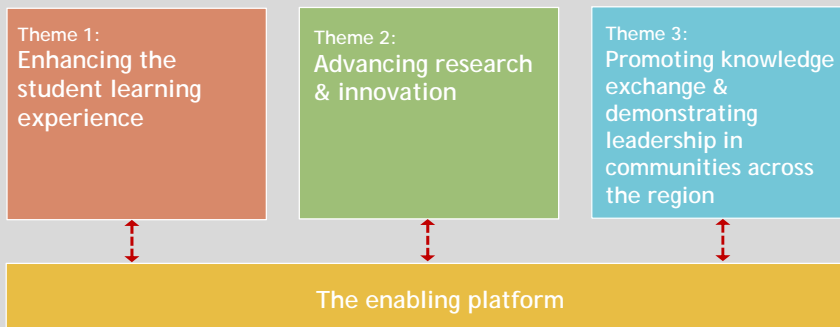 Theme 1:
Enhancing the
student learning
experience
Theme 2:
Advancing research
& innovation
Theme 3:
Promoting knowledge
exchange &
demonstrating
leadership in
communities across
the region
The enabling platform